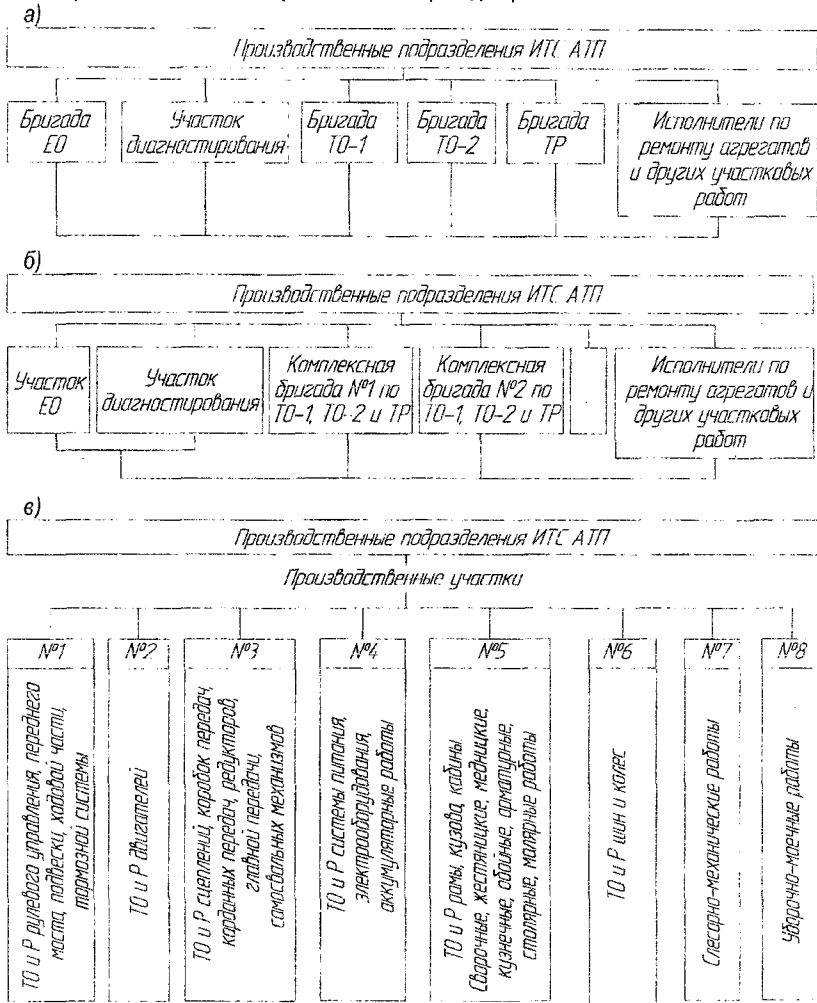 а)
Производственные подразделения ИТС АТП
Бригада
ЕО
Участок
диагностирования
Бригада
ТО-1
Бригада
ТО-2
Бригада
ТР
Исполнители по
ремонту агрегатов
и других участковых
работ
б)
Производственные подразделения ИТС АТП
Участок
ЕО
Участок
диагностирования
Комплексная
бригада №1 по
ТО-1, ТО-2 и ТР
Комплексная
бригада №2 по
ТО-1, ТО-2 и ТР
Исполнители по
ремонту агрегатов и
других участковых
работ
в)
Производственные подразделения ИТС АТП
Производственные участки
№1
ТО и Р рулевого управления, переднего
моста, подвески, ходовой части,
тормозной системы
№2
ТО и Р двигателей
№3
ТО и Р сцеплений, коробок передач,
карданных передач, редукторов,
главной передачи,
самосвальных механизмов
№4
ТО и Р системы питания,
электрооборудования,
аккумуляторные работы
№5
ТО и Р рамы, кузова, кабины.
Сварочные, жестяницкие, медницкие,
кузнечные, обойные, арматурные,
столярные, малярные работы
№6
ТО и Р шин и колес
№7
Слесарно-механические работы
№8
Уборочно-моечные работы